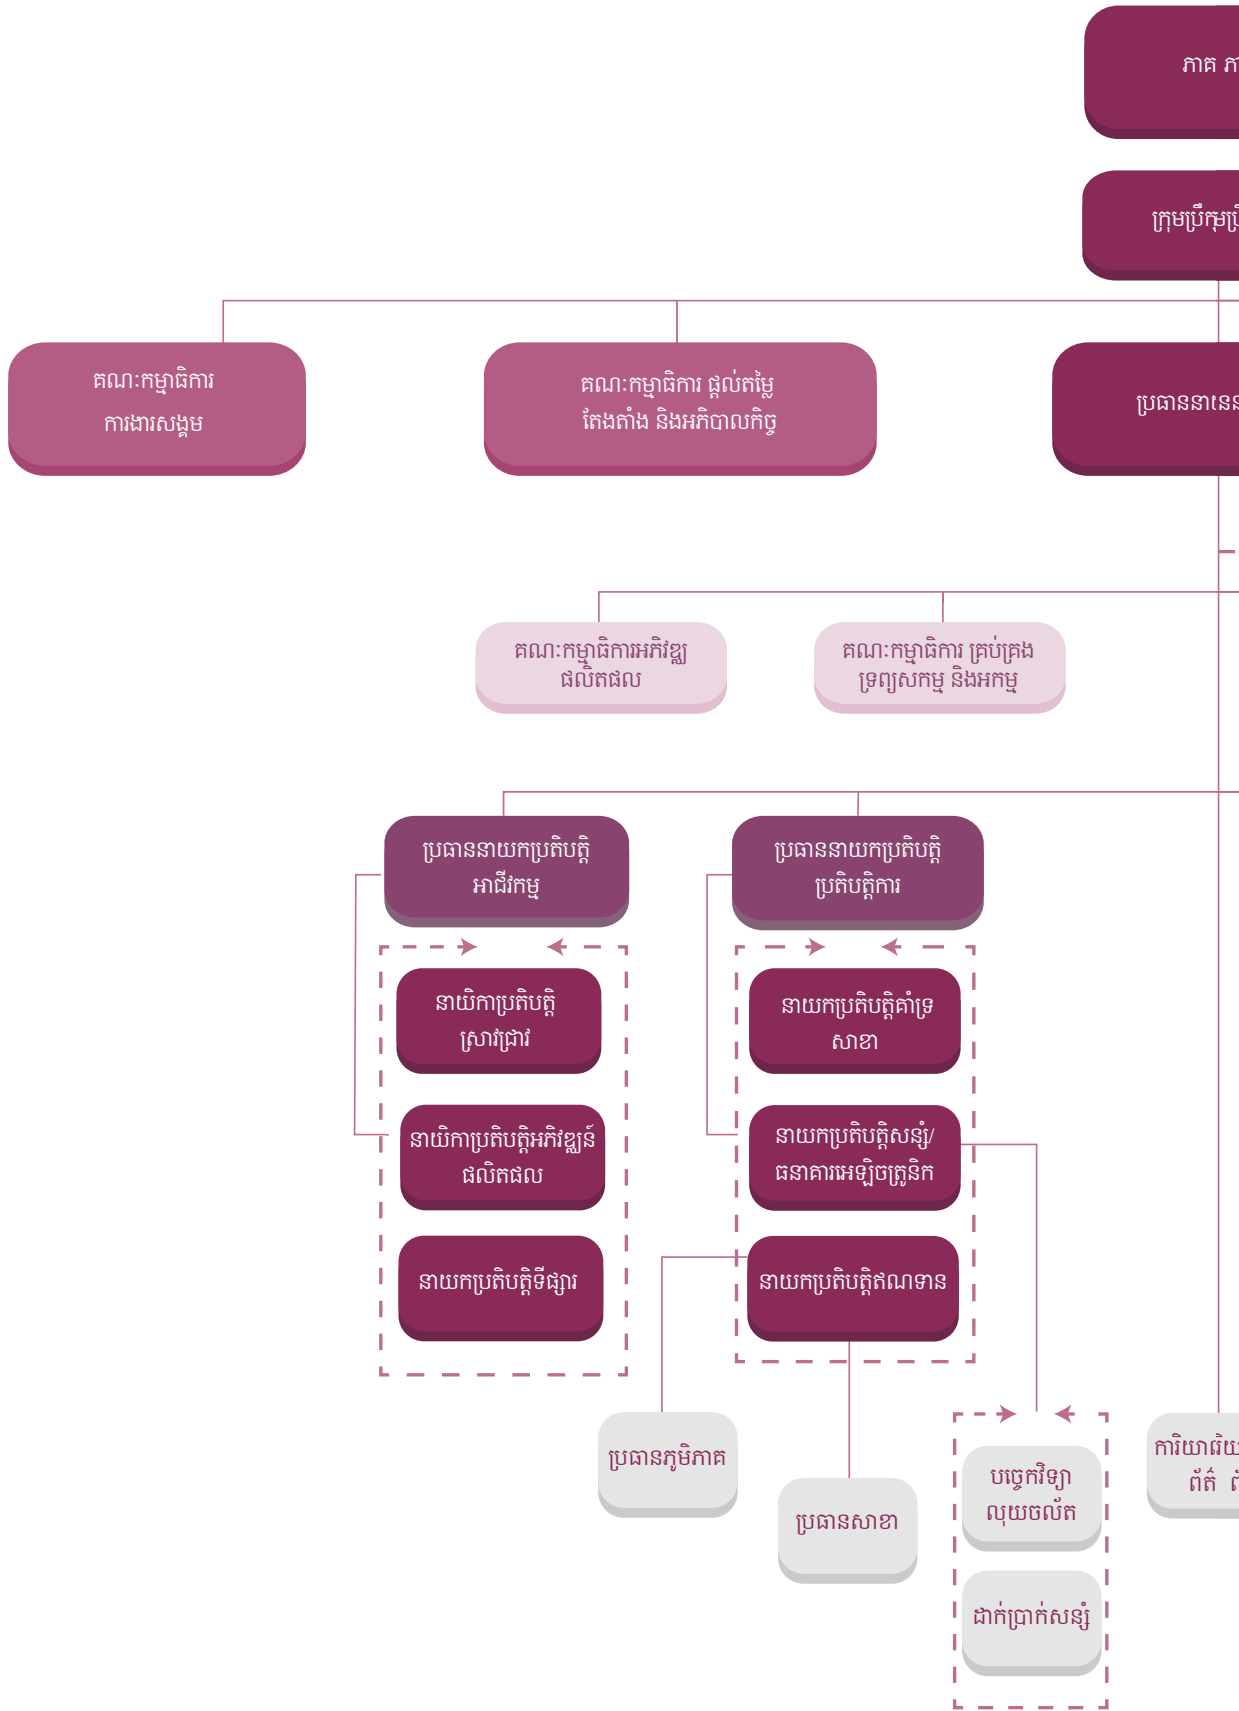 ភាគ
គណៈកម្មាធិការ
ការងារសង្គម
គណៈកម្មាធិការ ផ្តល់តម្លៃ
តែងតាំង និងអភិបាលកិច្ច
គណៈកម្មាធិការអភិវឌ្ឍ
ផលិតផល
គណៈកម្មាធិការ គ្រប់គ្រង
ទ្រព្យសកម្ម និងអកម្ម
ប្រធាននាយកប្រតិបត្តិ
អាជីវកម្ម
ប្រធាននាយកប្រតិបត្តិ
ប្រតិបត្តិការ
នាយិកាប្រតិបត្តិ
ស្រាវជ្រាវ
នាយកប្រតិបត្តិគាំទ្រ
សាខា
នាយិកាប្រតិបត្តិអភិវឌ្ឍន៍
ផលិតផល
នាយកប្រតិបត្តិសន្សំ/
ធនាគារអេឡិចត្រូនិក
នាយកប្រតិបត្តិទីផ្សារ
នាយកប្រតិបត្តិឥណទាន
ប្រធានភូមិភាគ
ប្រធានសាខា
បច្ចេកវិទ្យា
លុយចល័ត
ដាក់ប្រាក់សន្សំ